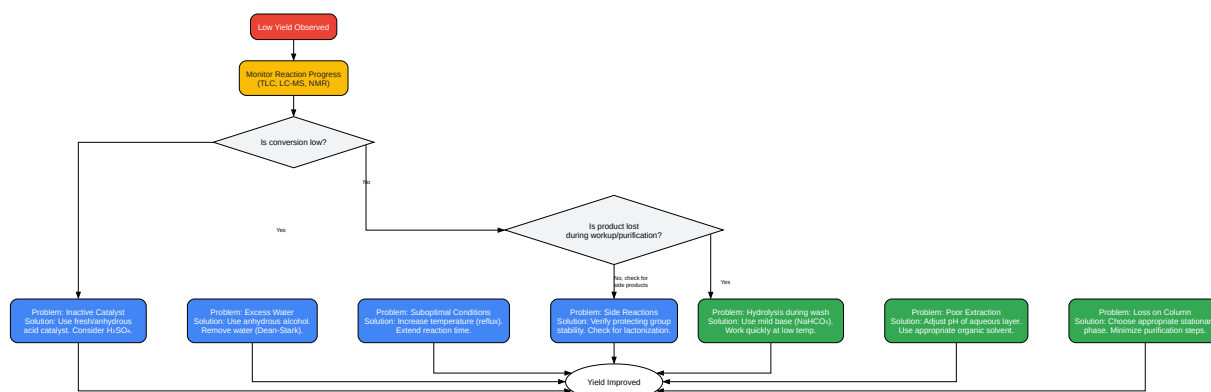 Low Yield Observed
Monitor Reaction Progress
(TLC, LC-MS, NMR)
Is conversion low?
No
Yes
Is product lost
during workup/purification?
No, check for
side products
Yes
Problem: Inactive Catalyst
Solution: Use fresh/anhydrous
acid catalyst. Consider H₂SO₄.
Problem: Excess Water
Solution: Use anhydrous alcohol.
Remove water (Dean-Stark).
Problem: Suboptimal Conditions
Solution: Increase temperature (reflux).
Extend reaction time.
Problem: Side Reactions
Solution: Verify protecting group
stability. Check for lactonization.
Problem: Hydrolysis during wash
Solution: Use mild base (NaHCO₃).
Work quickly at low temp.
Problem: Poor Extraction
Solution: Adjust pH of aqueous layer.
Use appropriate organic solvent.
Problem: Loss on Column
Solution: Choose appropriate stationar
phase. Minimize purification steps.
Yield Improved